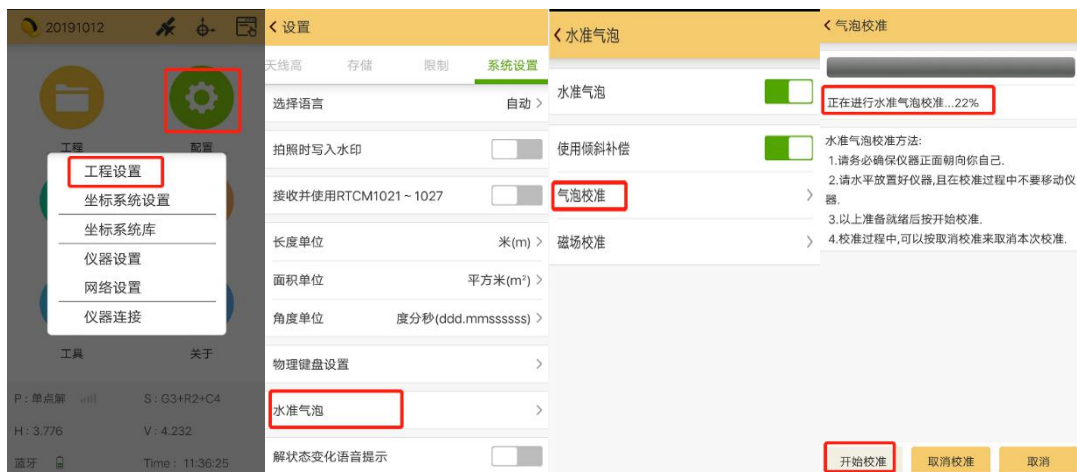 20191012
工程
配置
工程设置
坐标系统设置
坐标系统库
仪器设置
网络设置
仪器连接
工具
关于
P : 单点解
S : G3+R2+C4
H : 3.776
V : 4.232
蓝牙
Time : 11:36:25
设置
天线高
存储
限制
系统设置
选择语言
自动
拍照时写入水印
接收并使用RTCM1021~1027
长度单位
米(m)
面积单位
平方米(m²)
角度单位
度分秒(ddd.mmssssss)
物理键盘设置
水准气泡
解状态变化语音提示
水准气泡
水准气泡
使用倾斜补偿
气泡校准
磁场校准
气泡校准
正在进行水准气泡校准...22%
水准气泡校准方法:
1.请务必确保仪器正面朝向你自己.
2.请水平放置好仪器,且在校准过程中不要移动仪
器.
3.以上准备就绪后按开始校准.
4.校准过程中,可以按取消校准来取消本次校准.
开始校准
取消校准
取消